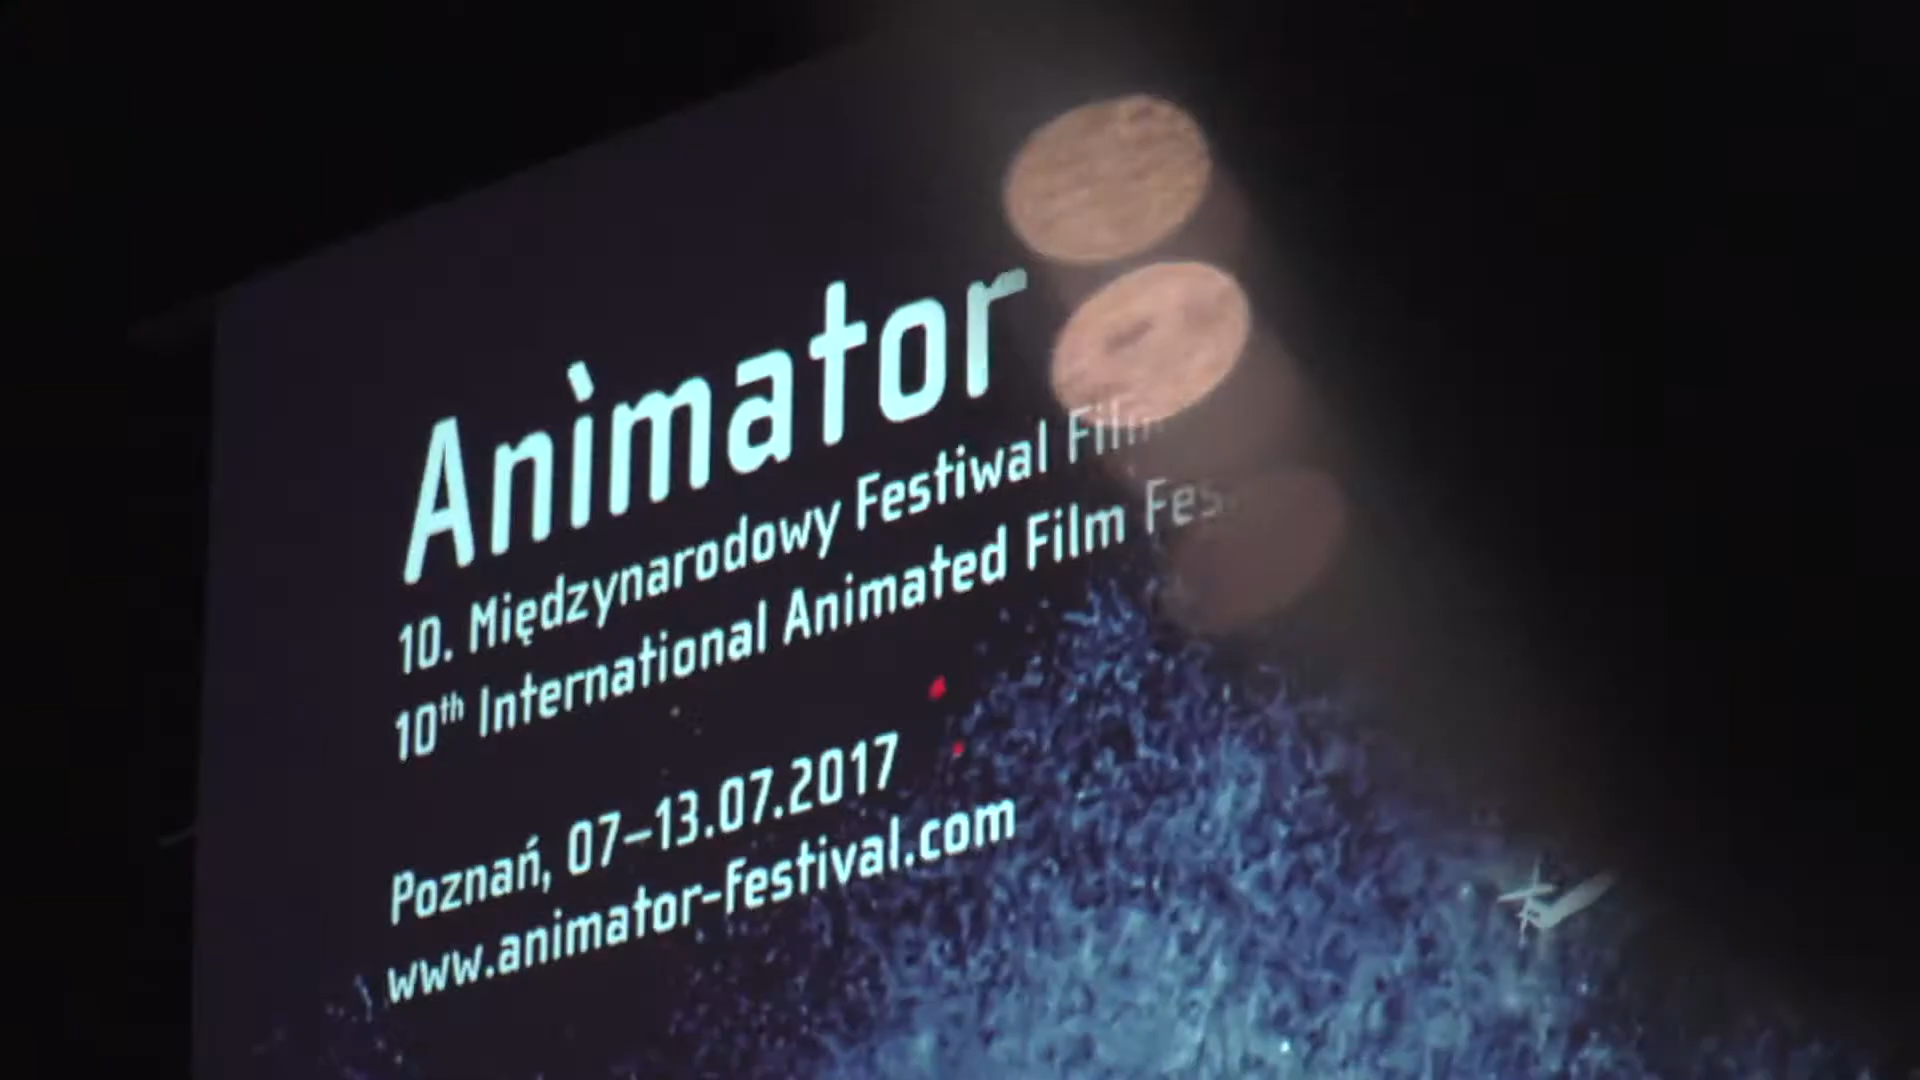 Animator
10. Międzynarodowy Festiwal
10th International Animated Film
Poznań, 07–13.07.2017
www.animator-festival.com